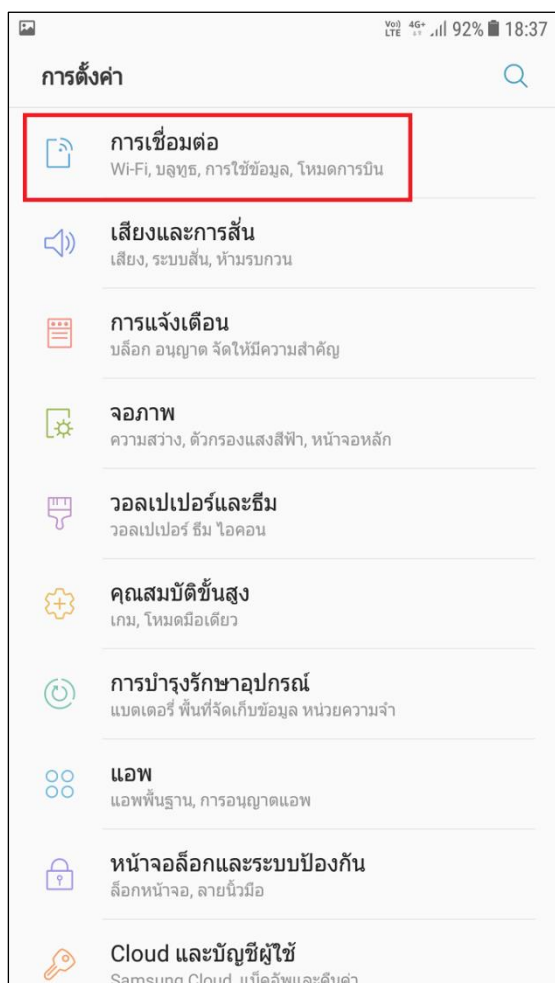 VoI) LTE 4G+ 92% 18:37
การตั้งค่า
การเชื่อมต่อ
Wi-Fi, บลูทูธ, การใช้ข้อมูล, โหมดการบิน
เสียงและการสั่น
เสียง, ระบบสั่น, ห้ามรบกวน
การแจ้งเตือน
บล็อก อนุญาต จัดให้มีความสำคัญ
จอภาพ
ความสว่าง, ตัวกรองแสงสีฟ้า, หน้าจอหลัก
วอลเปเปอร์และธีม
วอลเปเปอร์ ธีม ไอคอน
คุณสมบัติขั้นสูง
เกม, โหมดมือเดียว
การบำรุงรักษาอุปกรณ์
แบตเตอรี่ พื้นที่จัดเก็บข้อมูล หน่วยความจำ
แอพ
แอพพื้นฐาน, การอนุญาตแอพ
หน้าจอล็อกและระบบป้องกัน
ล็อกหน้าจอ, ลายนิ้วมือ
Cloud และบัญชีผู้ใช้
Samsung Cloud, แบ็คอัพและคืนค่า